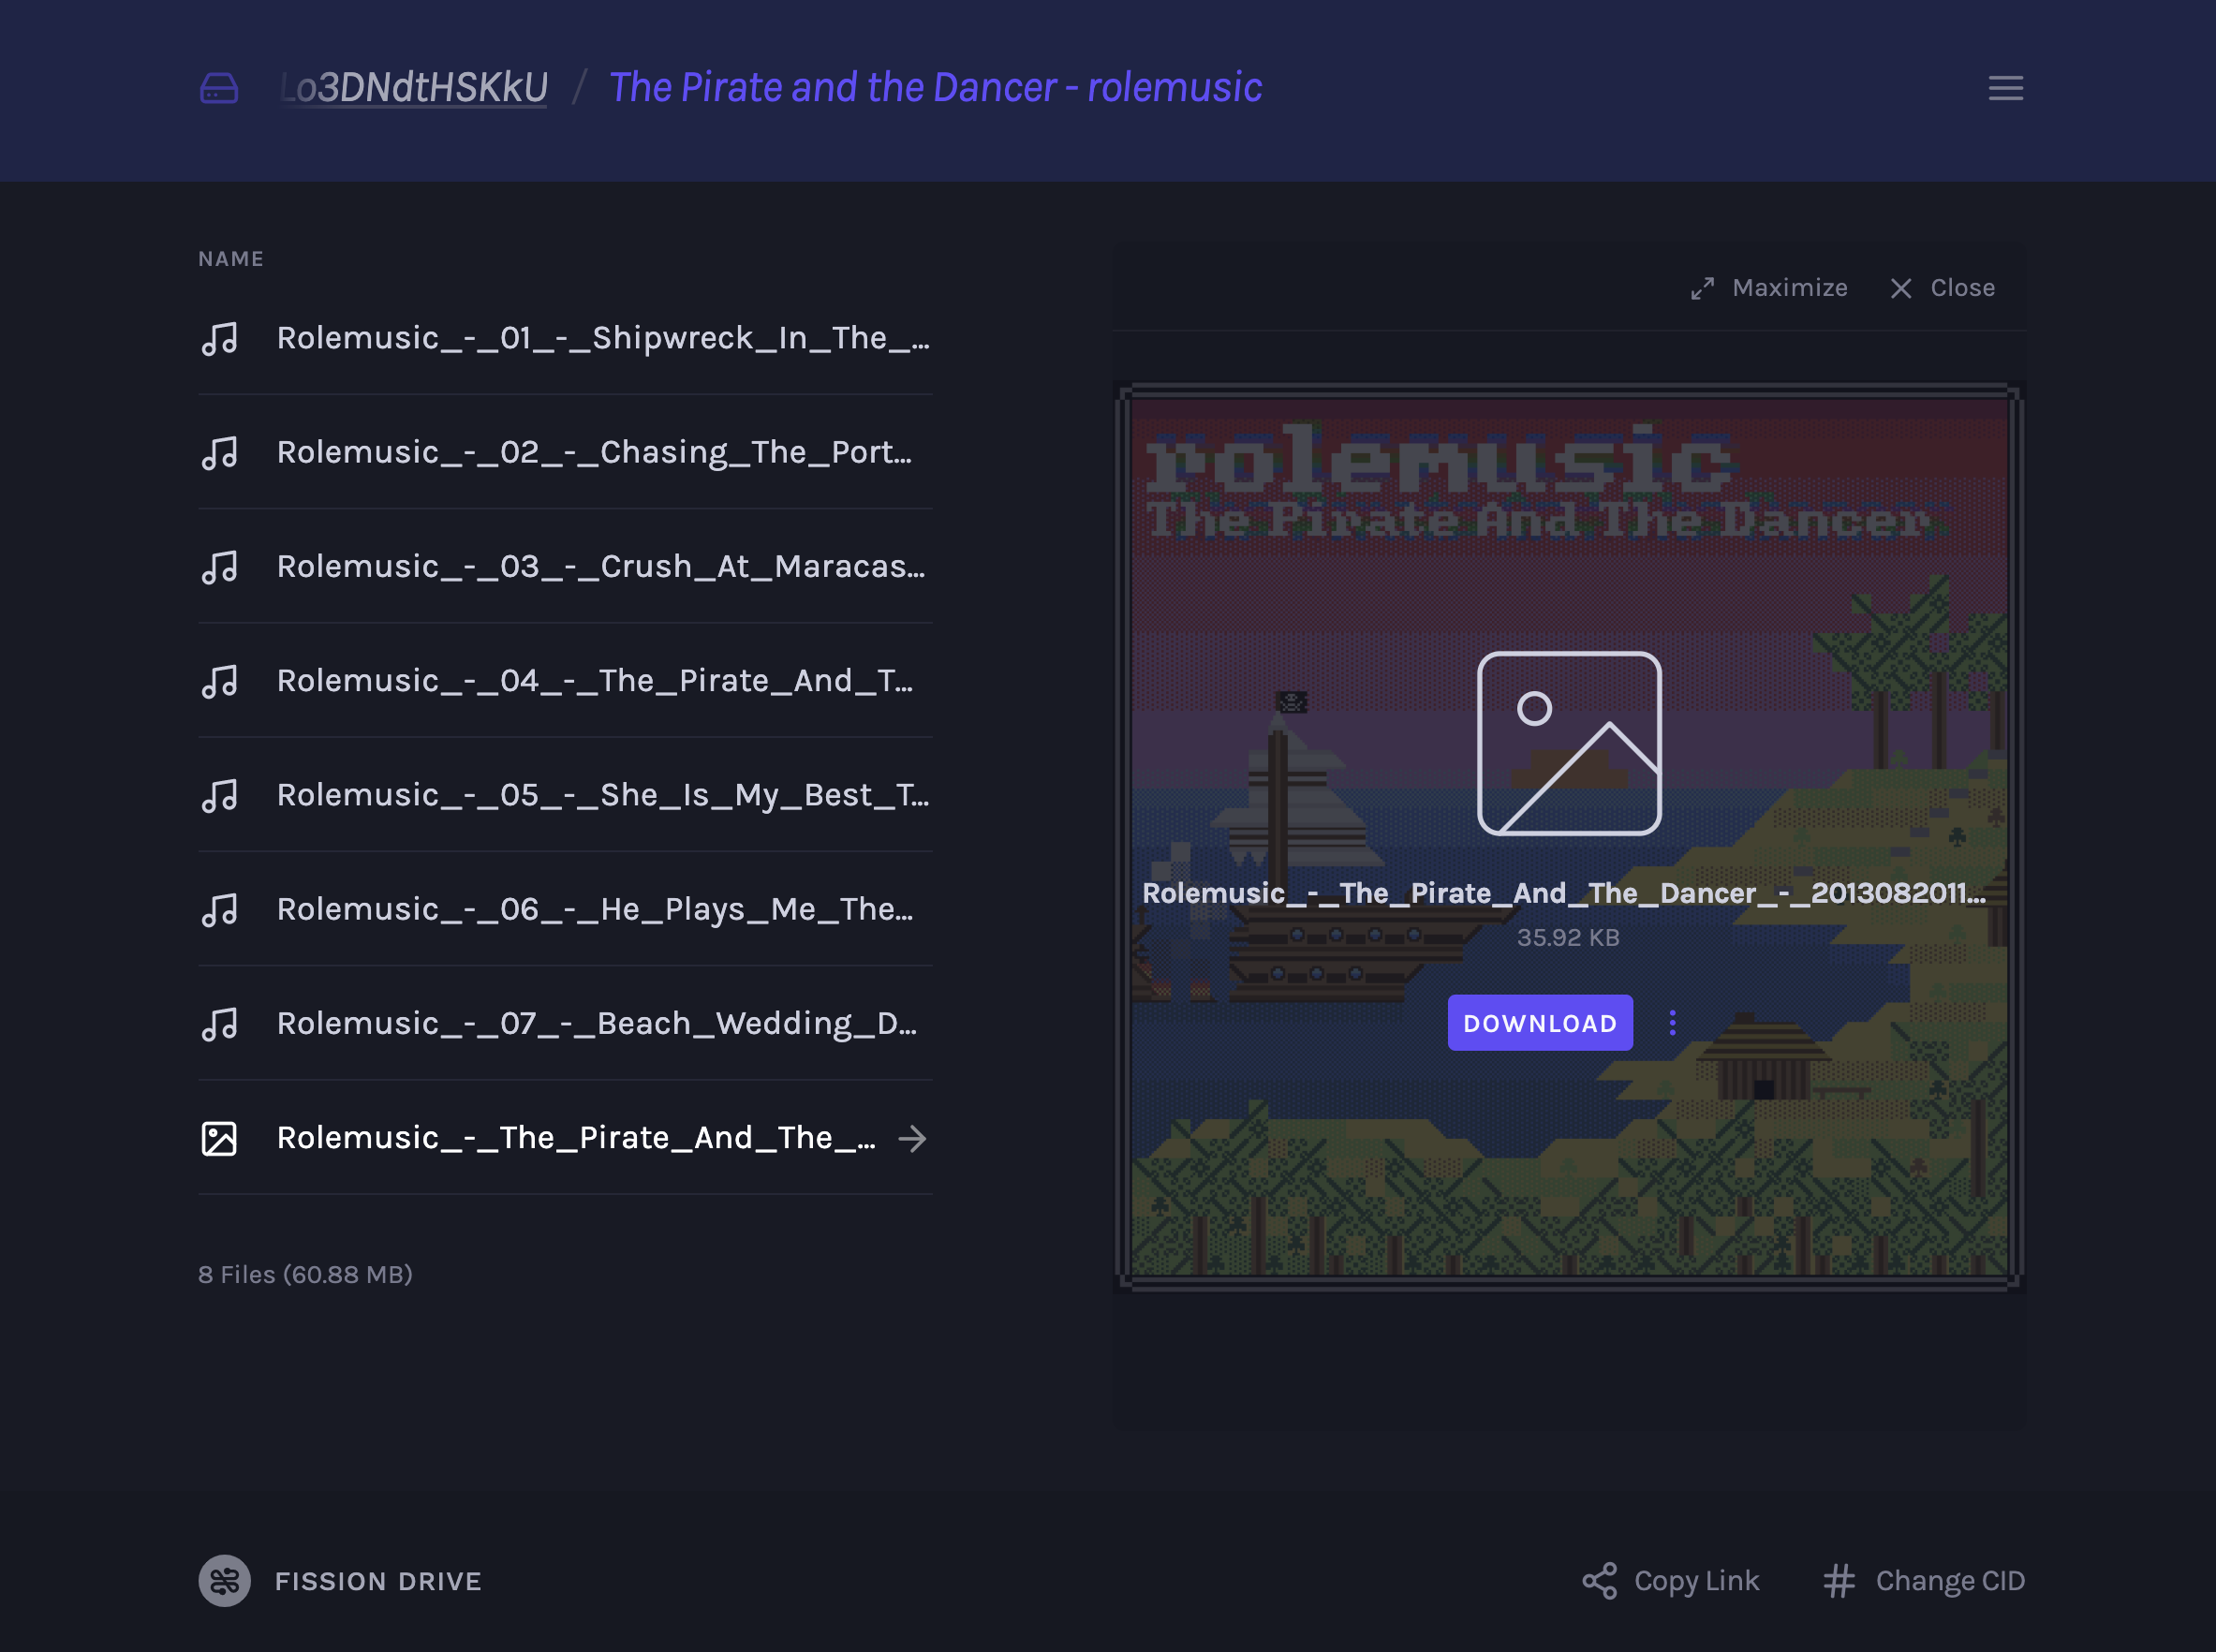 Lo3DNdtHSKkU / The Pirate and the Dancer - rolemusic
NAME
Rolemusic_-_01_-_Shipwreck_In_The_...
Rolemusic_-_02_-_Chasing_The_Port...
Rolemusic_-_03_-_Crush_At_Maracas...
Rolemusic_-_04_-_The_Pirate_And_T...
Rolemusic_-_05_-_She_Is_My_Best_T...
Rolemusic_-_06_-_He_Plays_Me_The...
Rolemusic_-_07_-_Beach_Wedding_D...
Rolemusic_-_The_Pirate_And_The_...
8 Files (60.88 MB)
Maximize
Close
rolemusic
The Pirate And The Dancer
Rolemusic_-_The_Pirate_And_The_Dancer_-_2013082011...
35.92 KB
DOWNLOAD
FISSION DRIVE
Copy Link
Change CID